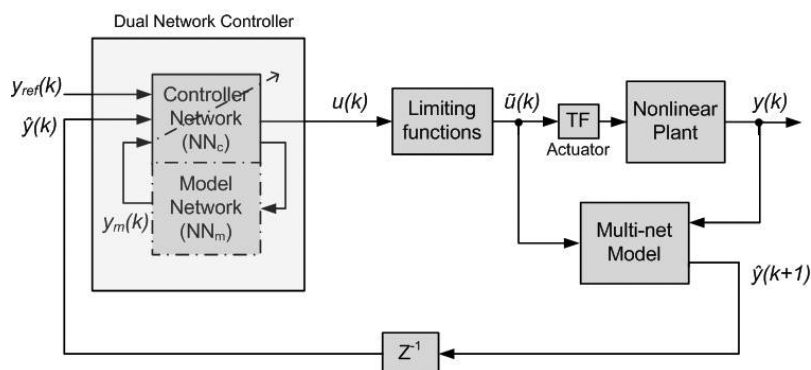 Dual Network Controller
y_ref(k)
ŷ(k)
Controller
Network
(NN_c)
Model
Network
(NN_m)
y_m(k)
u(k)
Limiting
functions
ũ(k)
TF
Actuator
Nonlinear
Plant
y(k)
Multi-net
Model
ŷ(k+1)
Z⁻¹